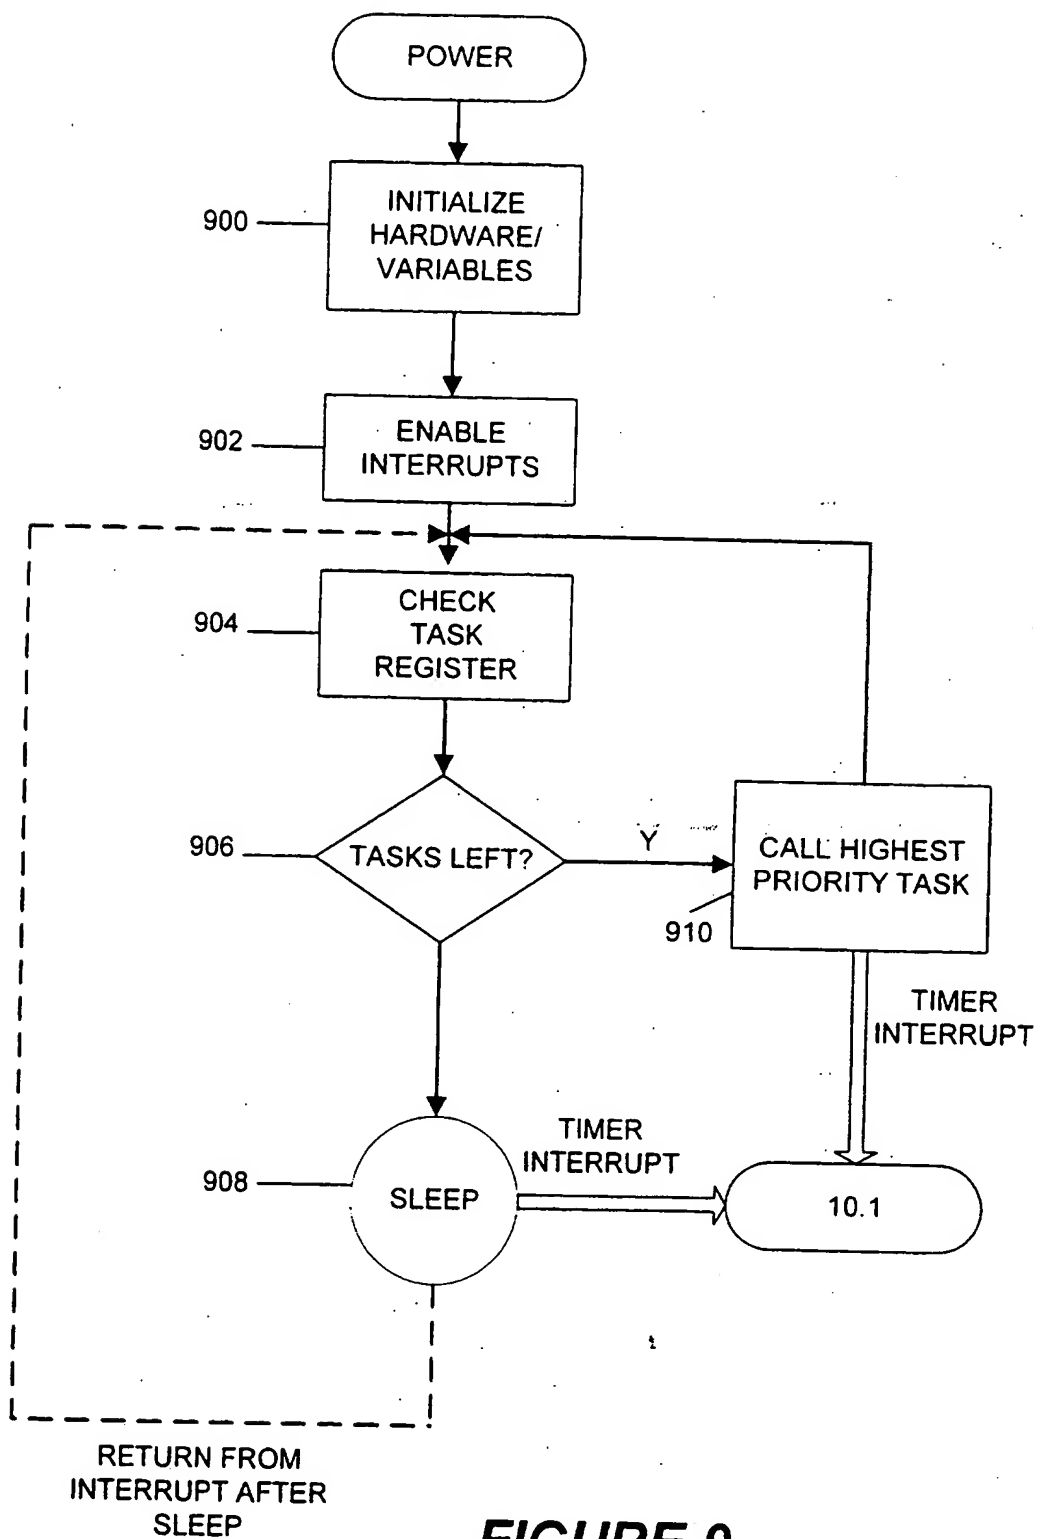 POWER
900
INITIALIZE
HARDWARE/
VARIABLES
902
ENABLE
INTERRUPTS
904
CHECK
TASK
REGISTER
906
TASKS LEFT?
Y
CALL HIGHEST
PRIORITY TASK
910
TIMER
INTERRUPT
TIMER
INTERRUPT
908
SLEEP
10.1
RETURN FROM
INTERRUPT AFTER
SLEEP
FIGURE 9